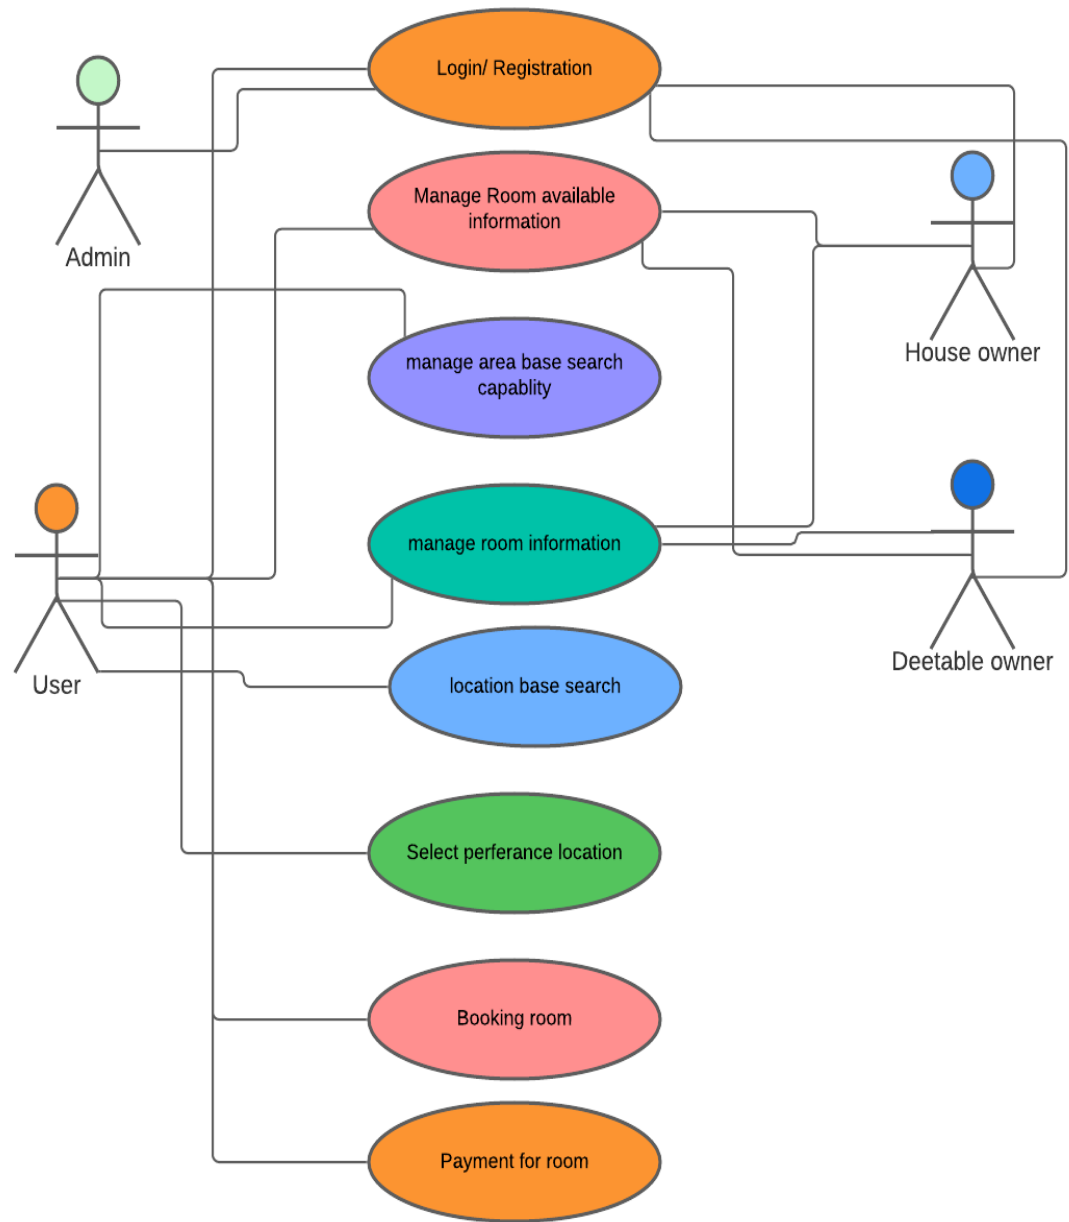 Login/ Registration
Admin
Manage Room available
information
House owner
manage area base search
capablity
manage room information
User
Deetable owner
location base search
Select perferance location
Booking room
Payment for room